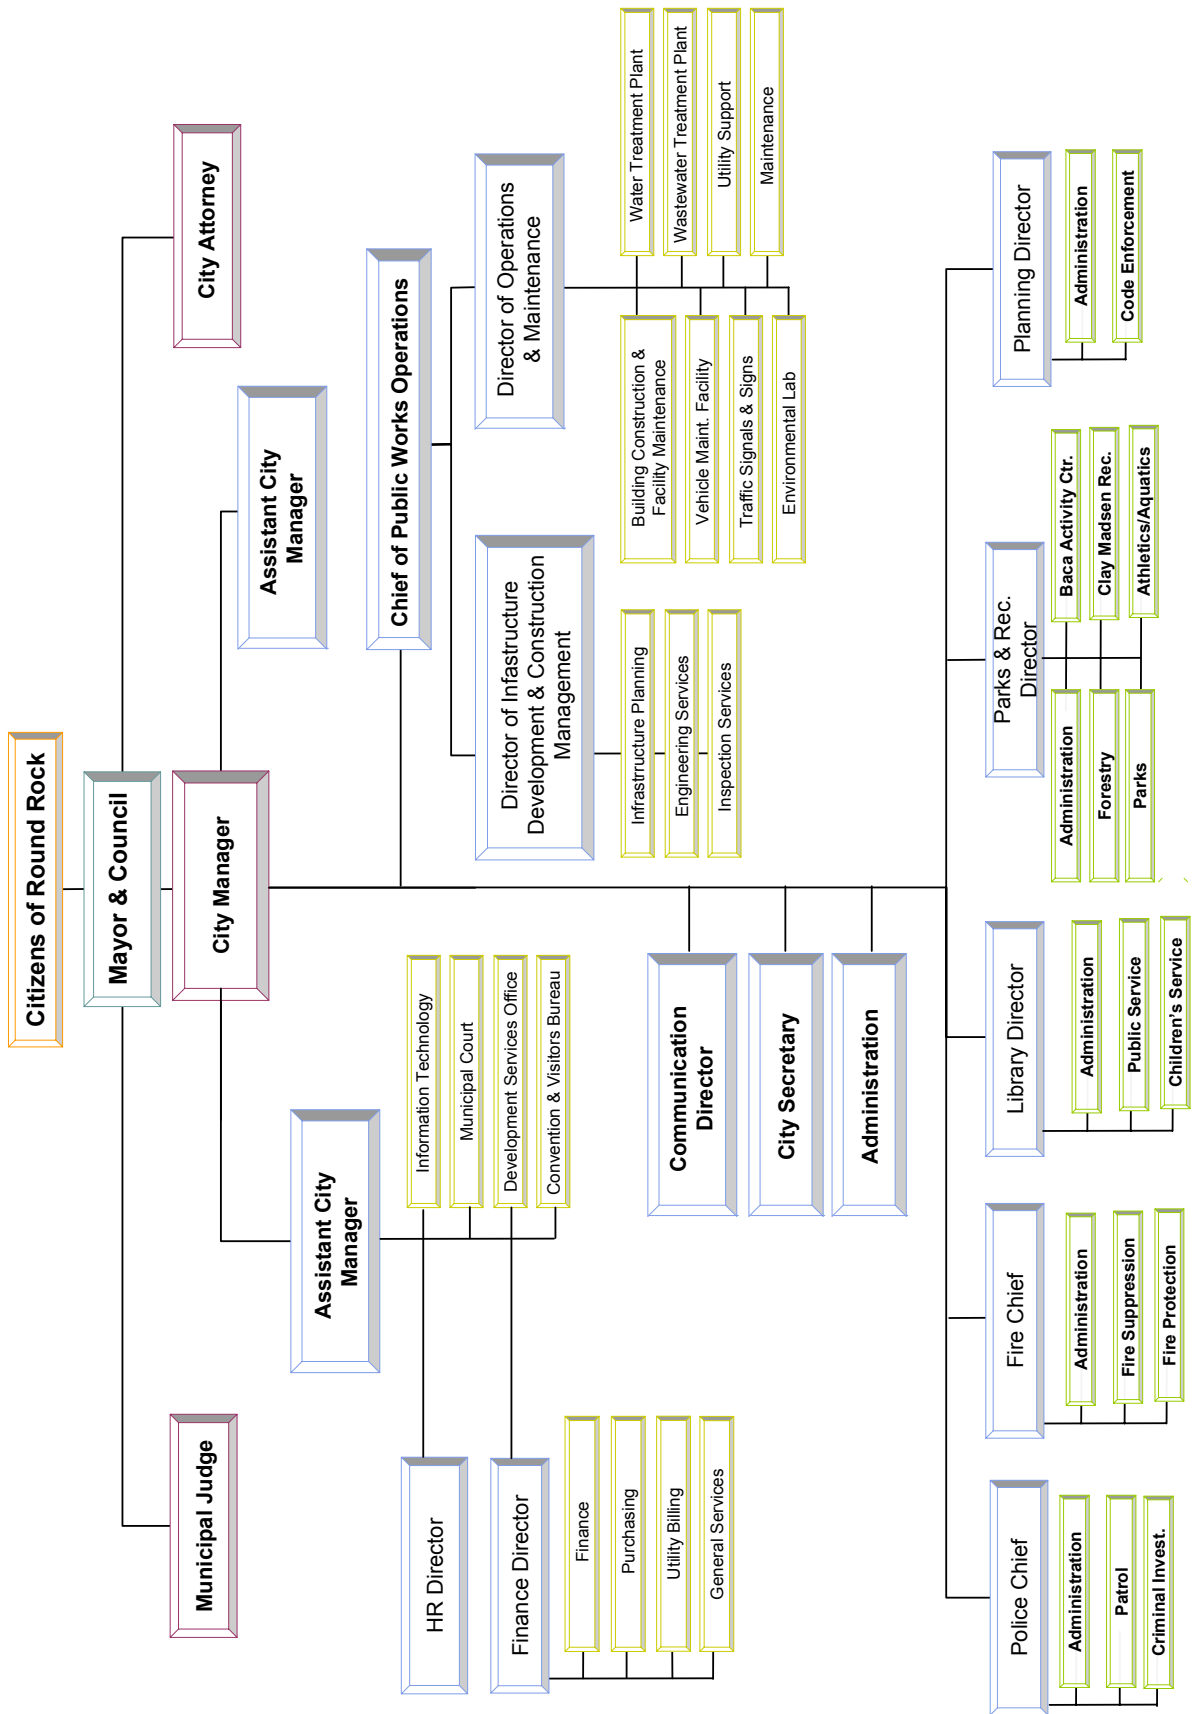 Citizens of Round Rock
Mayor & Council
Municipal Judge
City Manager
City Attorney
Assistant City
Manager
Assistant City
Manager
HR Director
Information Technology
Municipal Court
Development Services Office
Convention & Visitors Bureau
Finance Director
Finance
Purchasing
Utility Billing
General Services
Chief of Public Works Operations
Director of Infastructure
Development & Construction
Management
Infrastructure Planning
Engineering Services
Inspection Services
Director of Operations
& Maintenance
Building Construction &
Facility Maintenance
Vehicle Maint. Facility
Traffic Signals & Signs
Environmental Lab
Water Treatment Plant
Wastewater Treatment Plant
Utility Support
Maintenance
Communication
Director
City Secretary
Administration
Police Chief
Administration
Patrol
Criminal Invest.
Fire Chief
Administration
Fire Suppression
Fire Protection
Library Director
Administration
Public Service
Children's Service
Parks & Rec.
Director
Administration
Forestry
Parks
Baca Activity Ctr.
Clay Madsen Rec.
Athletics/Aquatics
Planning Director
Administration
Code Enforcement